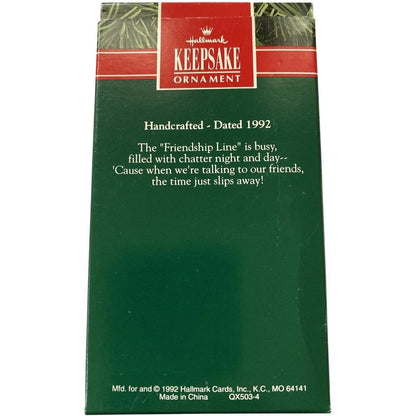 Hallmark
KEEPSAKE
ORNAMENT
Handcrafted - Dated 1992
The "Friendship Line" is busy,
filled with chatter night and day--
'Cause when we're talking to our friends,
the time just slips away!
Mfd. for and © 1992 Hallmark Cards, Inc., K.C., MO 64141
Made in China QX503-4